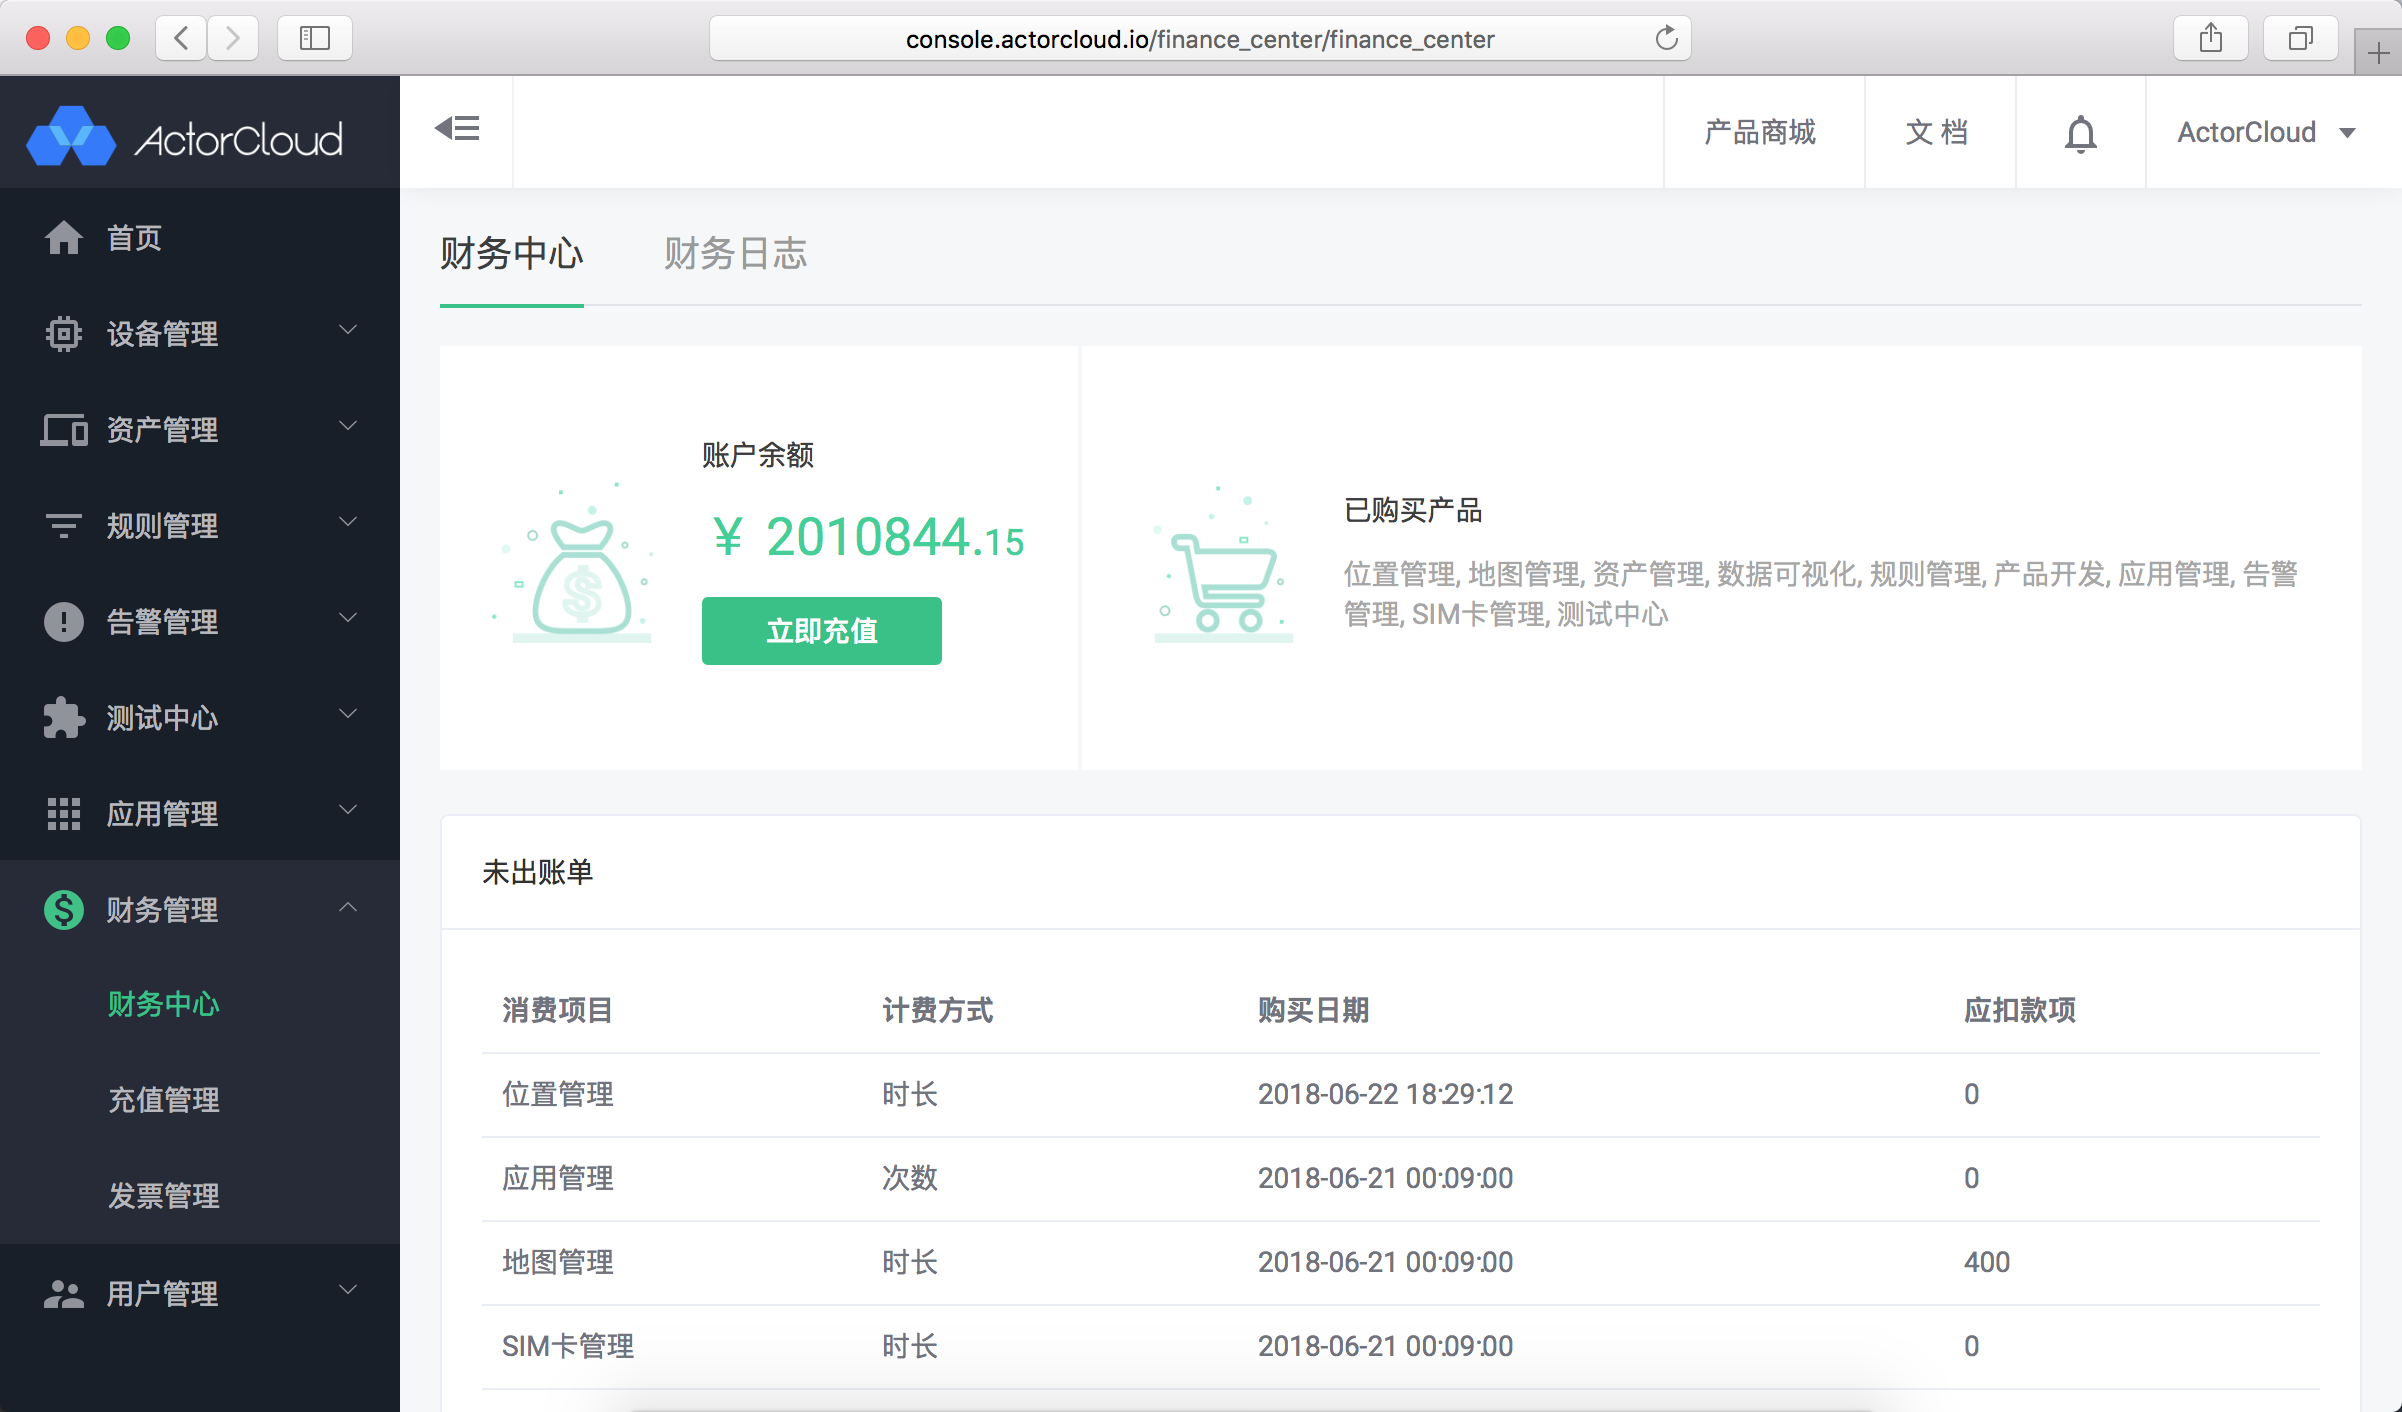 console.actorcloud.io/finance_center/finance_center
ActorCloud
产品商城
文 档
ActorCloud
首页
设备管理
资产管理
规则管理
告警管理
测试中心
应用管理
财务管理
财务中心
充值管理
发票管理
用户管理
财务中心 财务日志
账户余额
¥ 2010844.15
立即充值
已购买产品
位置管理, 地图管理, 资产管理, 数据可视化, 规则管理, 产品开发, 应用管理, 告警
管理, SIM卡管理, 测试中心
未出账单
消费项目 计费方式 购买日期 应扣款项
位置管理 时长 2018-06-22 18:29:12 0
应用管理 次数 2018-06-21 00:09:00 0
地图管理 时长 2018-06-21 00:09:00 400
SIM卡管理 时长 2018-06-21 00:09:00 0